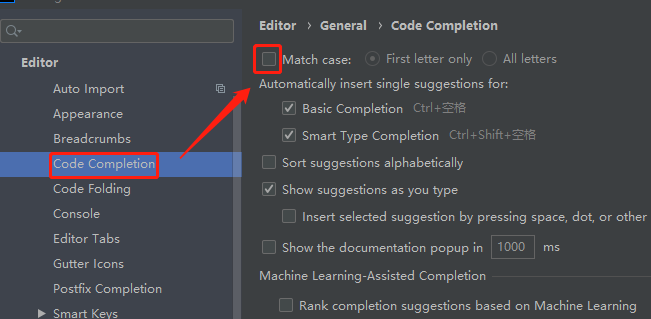 Editor
Auto Import
Appearance
Breadcrumbs
Code Completion
Code Folding
Console
Editor Tabs
Gutter Icons
Postfix Completion
Smart Keys
Editor › General › Code Completion
Match case: First letter only All letters
Automatically insert single suggestions for:
Basic Completion Ctrl+空格
Smart Type Completion Ctrl+Shift+空格
Sort suggestions alphabetically
Show suggestions as you type
Insert selected suggestion by pressing space, dot, or other
Show the documentation popup in 1000 ms
Machine Learning-Assisted Completion
Rank completion suggestions based on Machine Learning